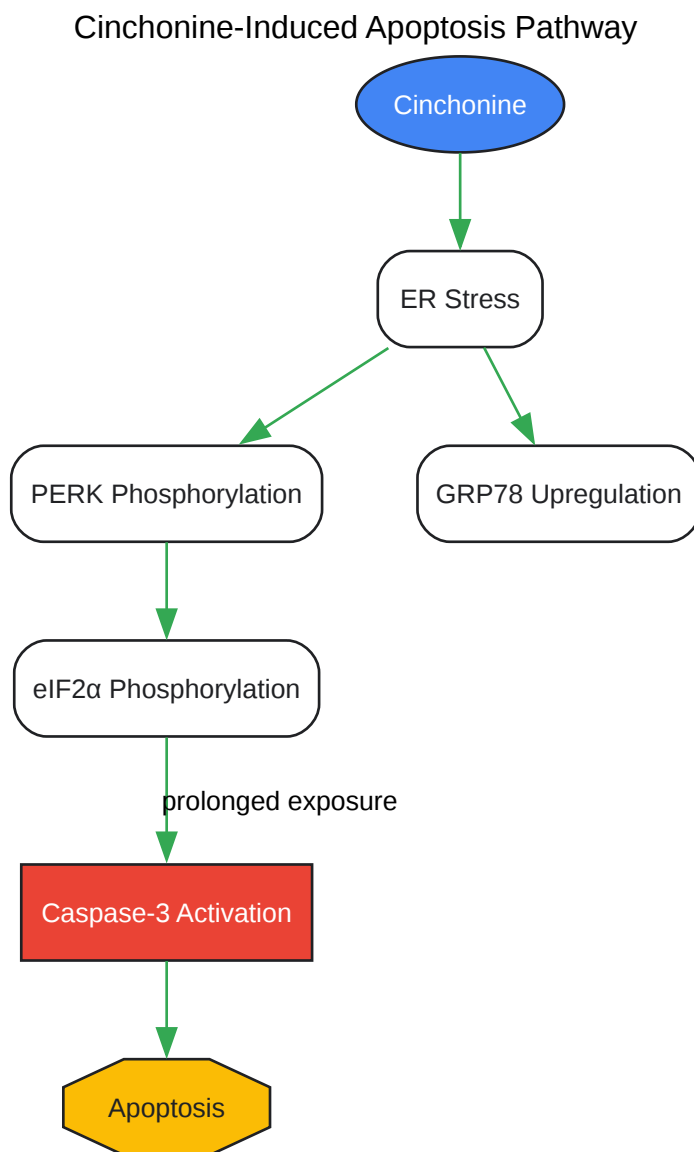 Cinchonine-Induced Apoptosis Pathway
Cinchonine
ER Stress
PERK Phosphorylation
GRP78 Upregulation
eIF2α Phosphorylation
prolonged exposure
Caspase-3 Activation
Apoptosis